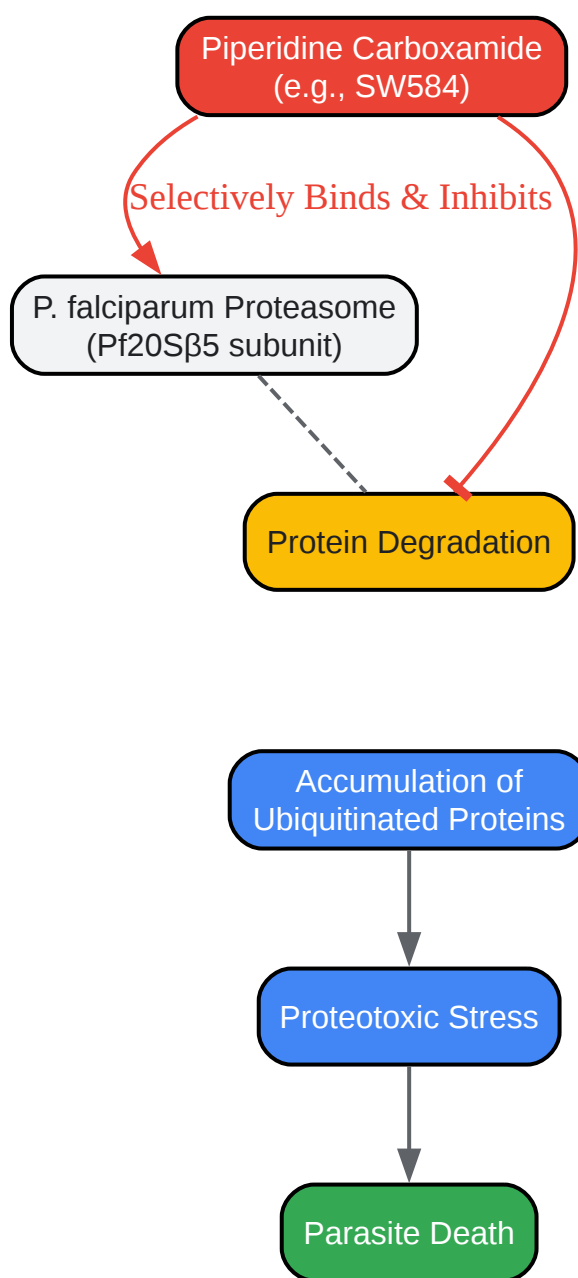 Piperidine Carboxamide
(e.g., SW584)
Selectively Binds & Inhibits
P. falciparum Proteasome
(Pf20Sβ5 subunit)
Protein Degradation
Accumulation of
Ubiquitinated Proteins
Proteotoxic Stress
Parasite Death